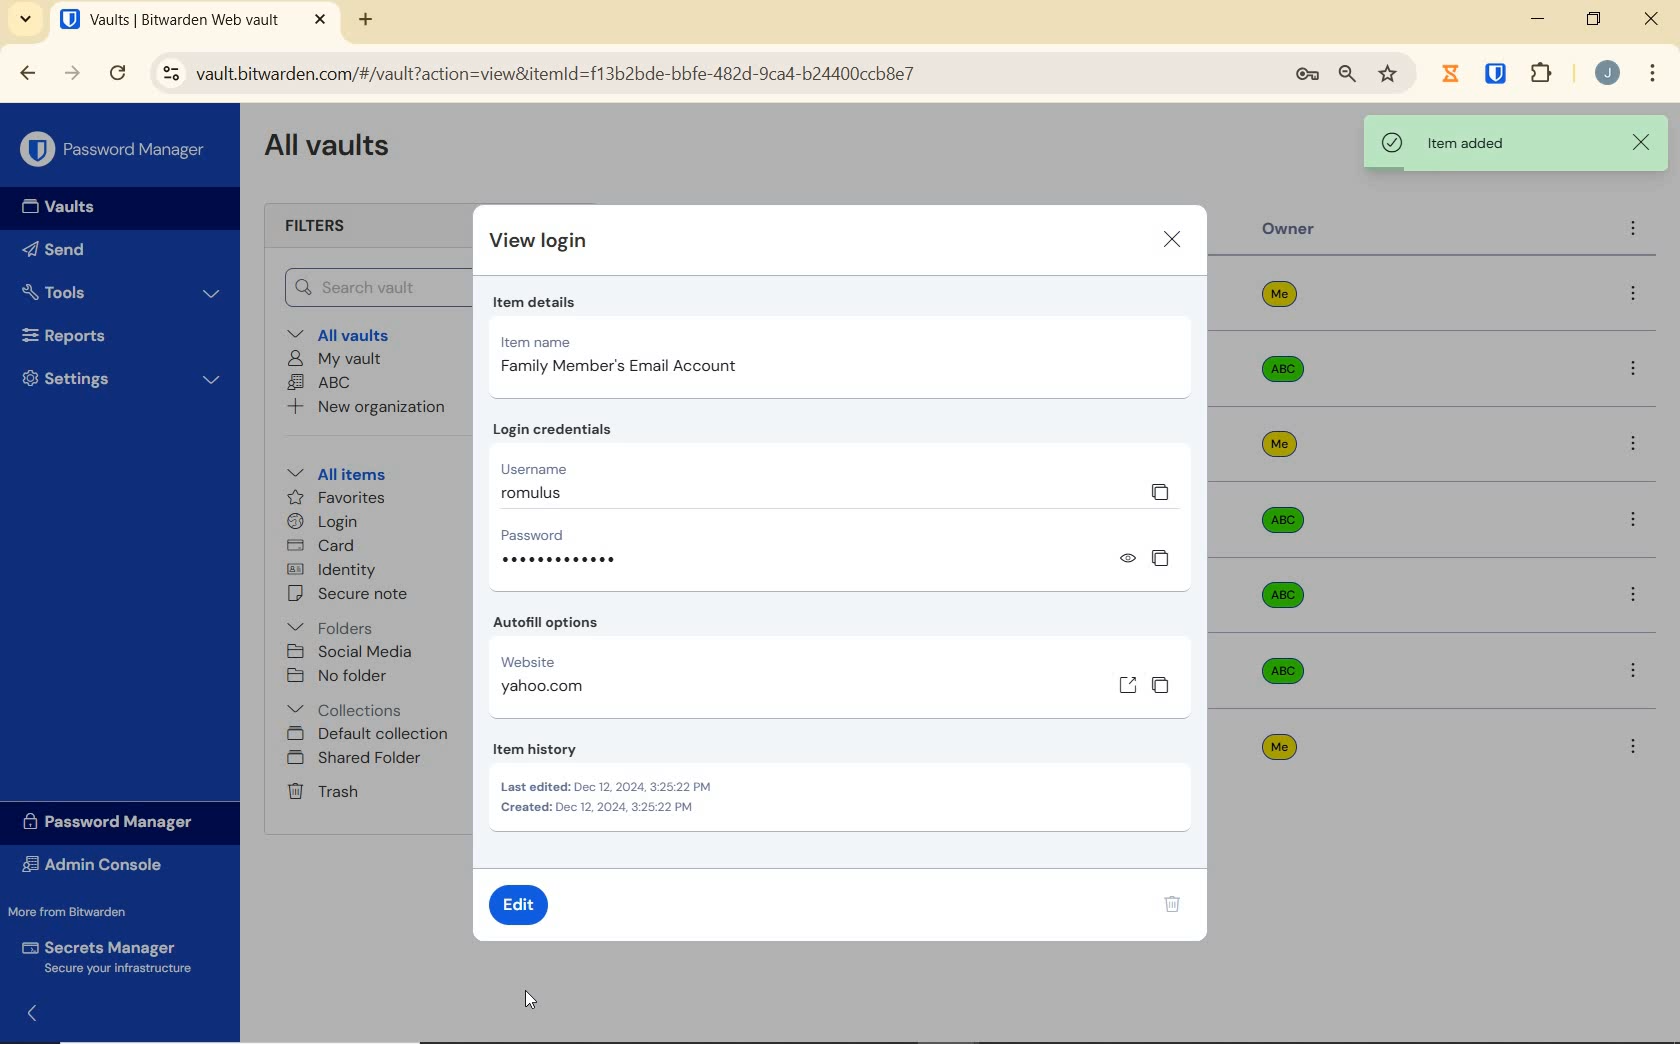 Vaults | Bitwarden Web vault
vault.bitwarden.com/#/vault?action=view&itemId=f13b2bde-bbfe-482d-9ca4-b24400ccb8e7
J
Password Manager
Vaults
Send
Tools
Reports
Settings
Password Manager
Admin Console
More from Bitwarden
Secrets Manager
Secure your infrastructure
All vaults
FILTERS
Search vault
All vaults
My vault
ABC
New organization
All items
Favorites
Login
Card
Identity
Secure note
Folders
Social Media
No folder
Collections
Default collection
Shared Folder
Trash
View login
Item details
Item name
Family Member's Email Account
Login credentials
Username
romulus
Password
•••••••••••••
Autofill options
Website
yahoo.com
Item history
Last edited: Dec 12, 2024, 3:25:22 PM
Created: Dec 12, 2024, 3:25:22 PM
Edit
Item added
Owner
Me
ABC
Me
ABC
ABC
ABC
Me